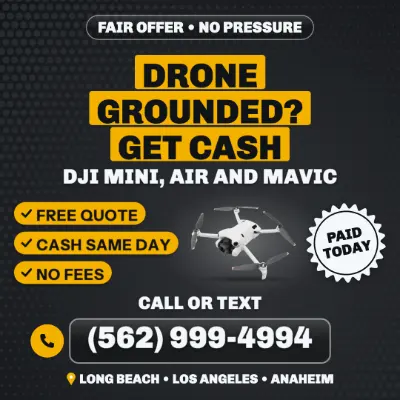 FAIR OFFER • NO PRESSURE
DRONE
GROUNDED?
GET CASH
DJI MINI, AIR AND MAVIC
FREE QUOTE
CASH SAME DAY
NO FEES
PAID
TODAY
CALL OR TEXT
(562) 999-4994
LONG BEACH • LOS ANGELES • ANAHEIM